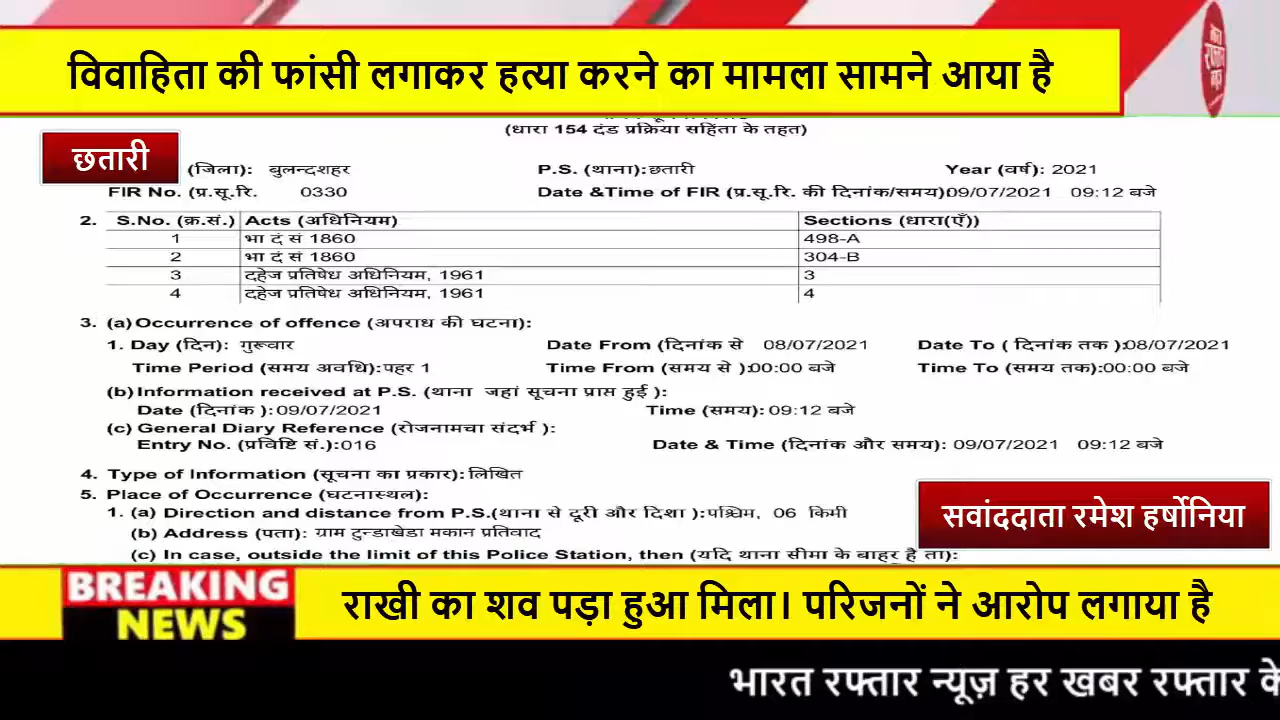 विवाहिता की फांसी लगाकर हत्या करने का मामला सामने आया है
भारत
रफ्तार
न्यूज़
(धारा 154 दंड प्रक्रिया सहिंता के तहत)
छतारी
(जिला): बुलन्दशहर P.S. (थाना):छतारी Year (वर्ष): 2021
FIR No. (प्र.सू.रि. 0330 Date &Time of FIR (प्र.सू.रि. की दिनांक/समय):09/07/2021 09:12 बजे
2. S.No. (क्र.सं.) Acts (अधिनियम) Sections (धारा(एँ))
1 भा दं सं 1860 498-A
2 भा दं सं 1860 304-B
3 दहेज प्रतिषेध अधिनियम, 1961 3
4 दहेज प्रतिषेध अधिनियम, 1961 4
3. (a) Occurrence of offence (अपराध की घटना):
1. Day (दिन): गुरूवार Date From (दिनांक से 08/07/2021 Date To ( दिनांक तक ):08/07/2021
Time Period (समय अवधि):पहर 1 Time From (समय से ):00:00 बजे Time To (समय तक):00:00 बजे
(b) Information received at P.S. (थाना जहां सूचना प्राप्त हुई ):
Date (दिनांक ):09/07/2021 Time (समय): 09:12 बजे
(c) General Diary Reference (रोजनामचा संदर्भ ):
Entry No. (प्रविष्टि सं.):016 Date & Time (दिनांक और समय): 09/07/2021 09:12 बजे
4. Type of Information (सूचना का प्रकार): लिखित
5. Place of Occurrence (घटनास्थल):
1. (a) Direction and distance from P.S.(थाना से दूरी और दिशा ):पश्चिम, 06 किमी
सवांददाता रमेश हर्षोनिया
(b) Address (पता): ग्राम टुन्डाखेडा मकान प्रतिवाद
(c) In case, outside the limit of this Police Station, then (यदि थाना सीमा के बाहर है ता):
BREAKING
NEWS
राखी का शव पड़ा हुआ मिला। परिजनों ने आरोप लगाया है
भारत रफ्तार न्यूज़ हर खबर रफ्तार के